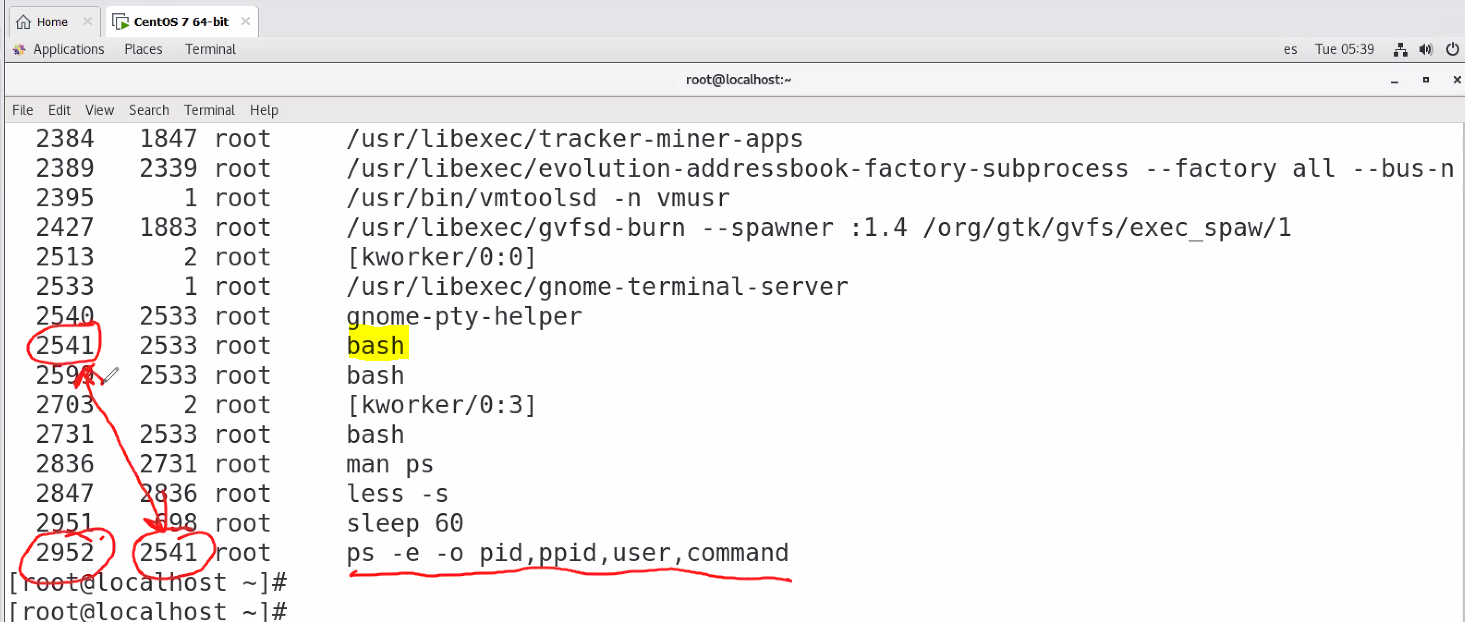 Home × CentOS 7 64-bit ×
Applications Places Terminal es Tue 05:39
root@localhost:~
File Edit View Search Terminal Help
2384 1847 root /usr/libexec/tracker-miner-apps
2389 2339 root /usr/libexec/evolution-addressbook-factory-subprocess --factory all --bus-n
2395 1 root /usr/bin/vmtoolsd -n vmusr
2427 1883 root /usr/libexec/gvfsd-burn --spawner :1.4 /org/gtk/gvfs/exec_spaw/1
2513 2 root [kworker/0:0]
2533 1 root /usr/libexec/gnome-terminal-server
2540 2533 root gnome-pty-helper
2541 2533 root bash
2533 root bash
2703 2 root [kworker/0:3]
2731 2533 root bash
2836 2731 root man ps
2847 2836 root less -s
2951 698 root sleep 60
2952 2541 root ps -e -o pid,ppid,user,command
[root@localhost ~]#
[root@localhost ~]#